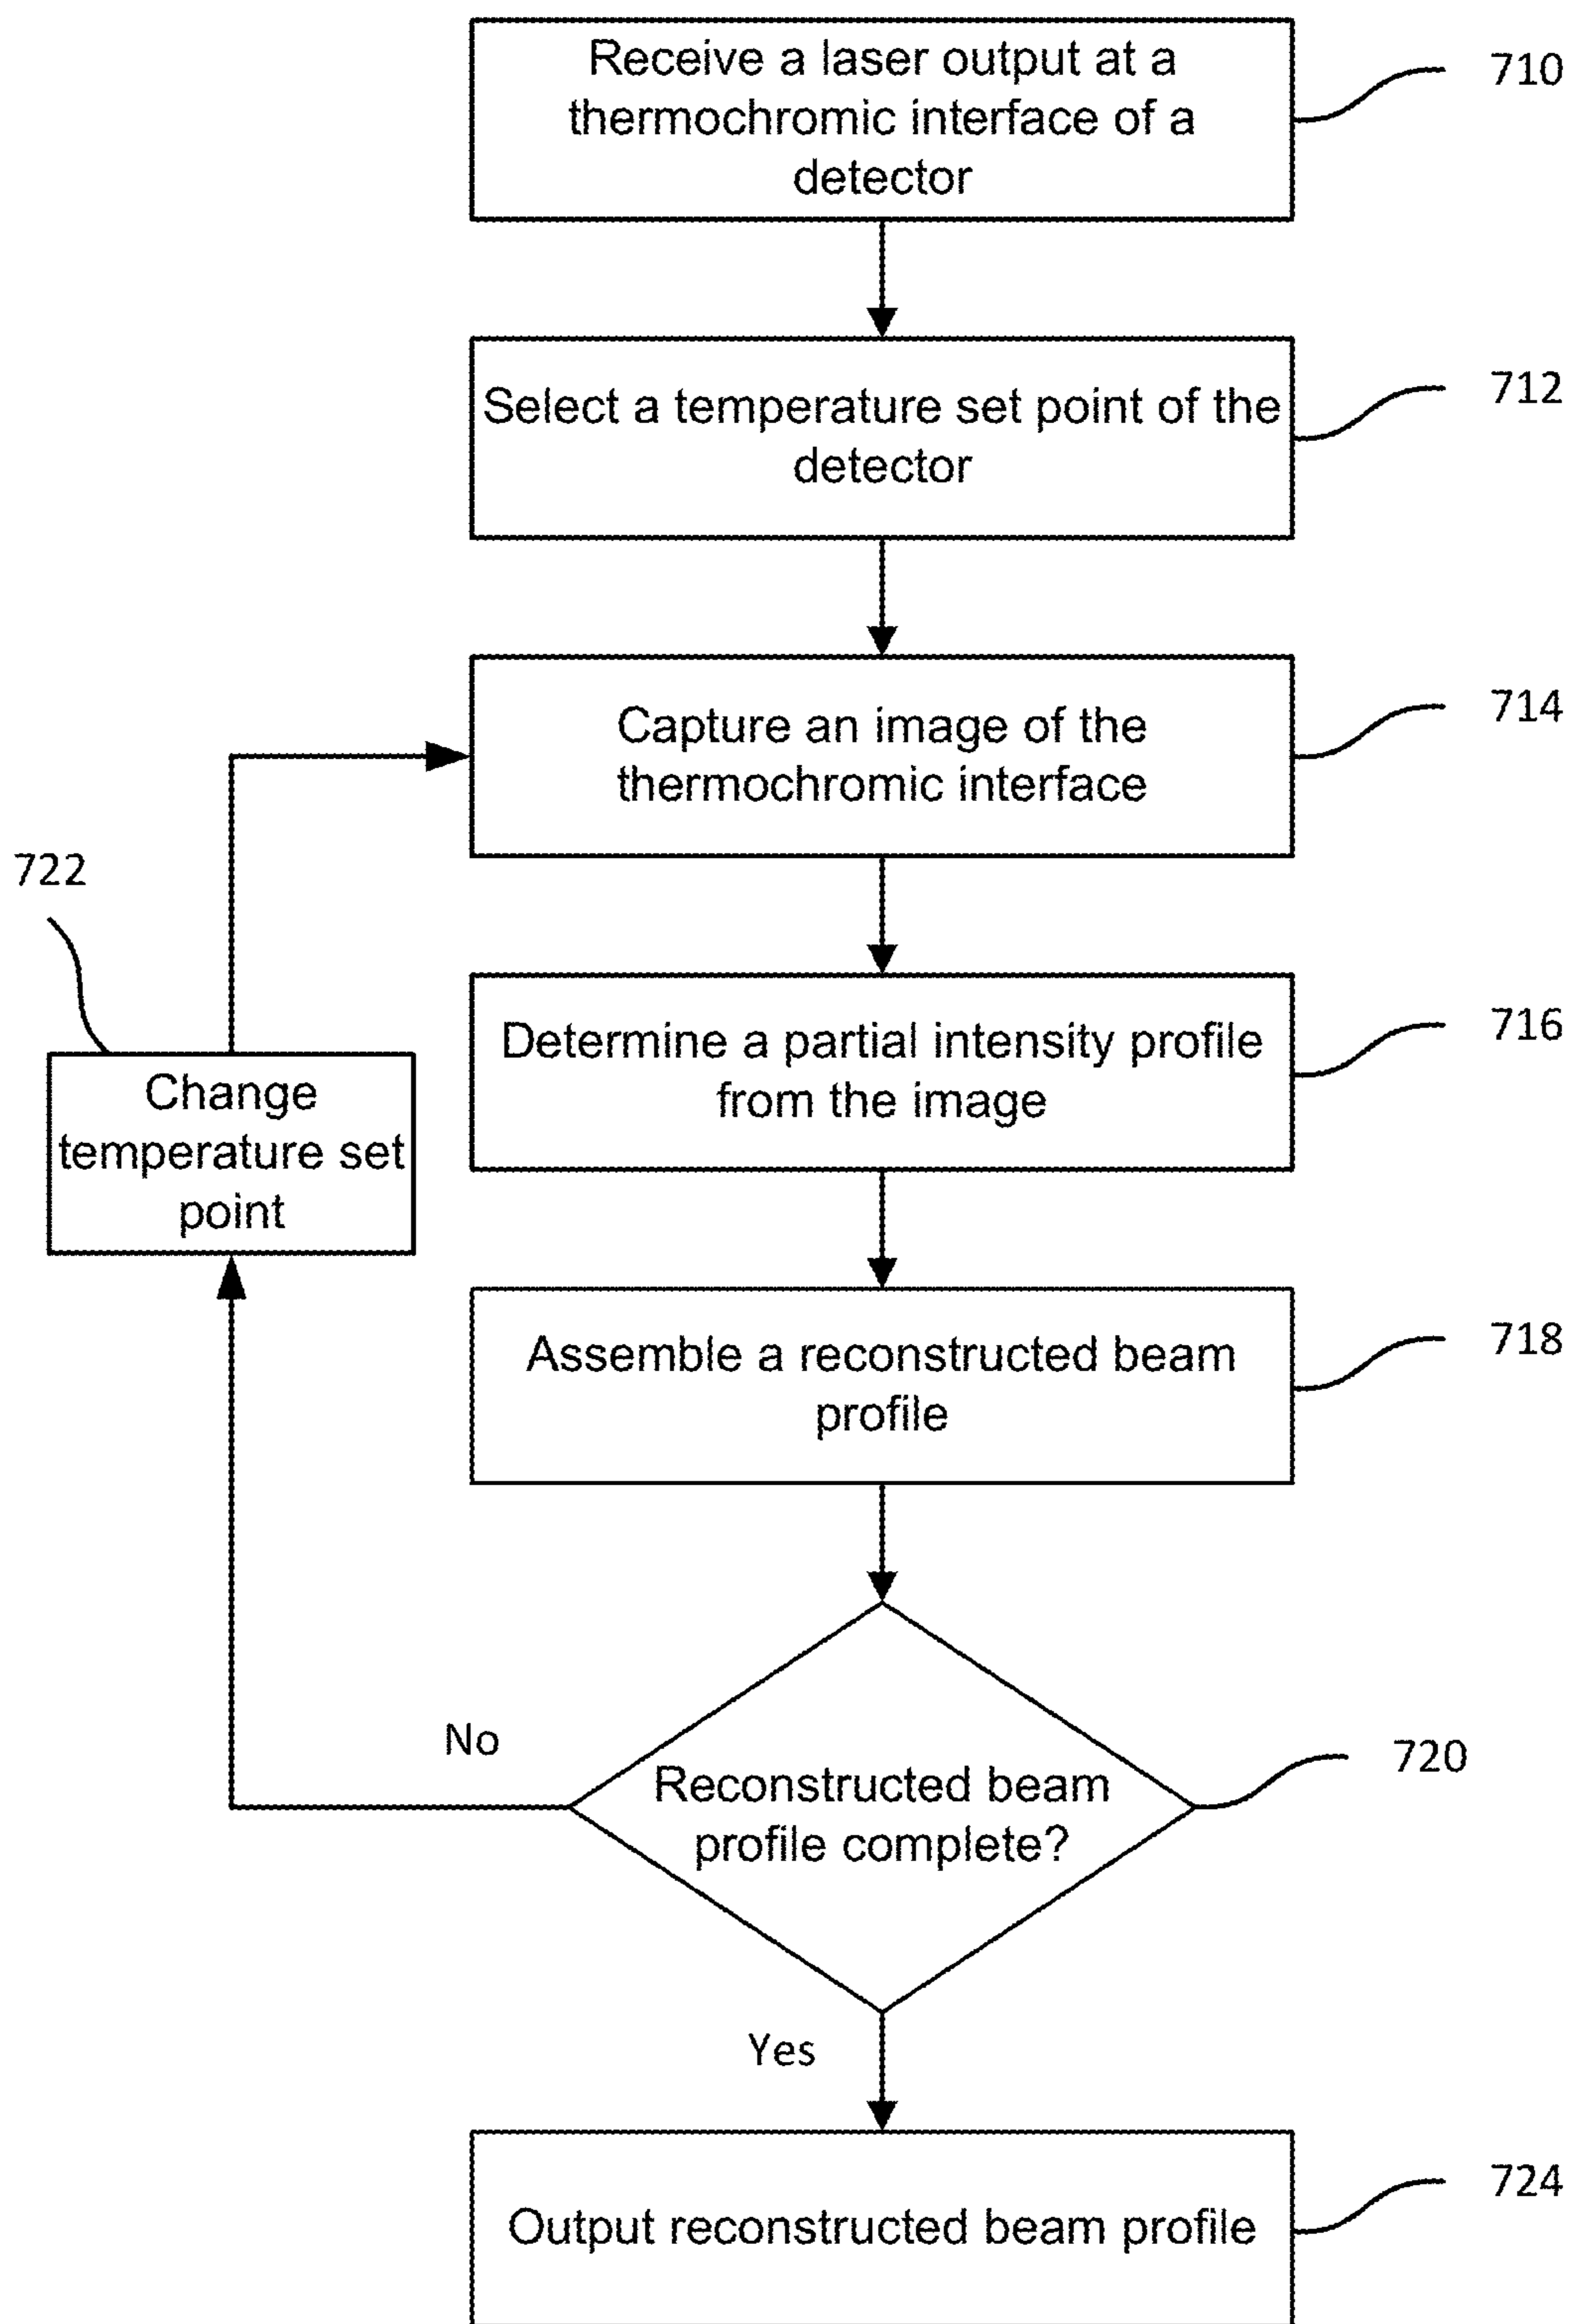 Receive a laser output at a
thermochromic interface of a
detector
710
Select a temperature set point of the
detector
712
Capture an image of the
thermochromic interface
714
722
Change
temperature set
point
Determine a partial intensity profile
from the image
716
Assemble a reconstructed beam
profile
718
No
Reconstructed beam
profile complete?
720
Yes
Output reconstructed beam profile
724